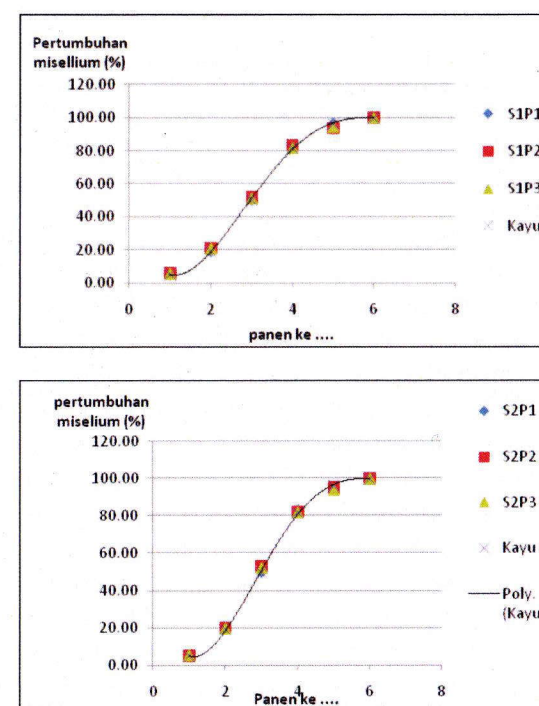 Pertumbuhan
misellium (%)
120.00
100.00
80.00
60.00
40.00
20.00
0.00
0 2 4 6 8
panen ke ....
S1P1
S1P2
S1P3
Kayu
pertumbuhan
miselium (%)
120.00
100.00
80.00
60.00
40.00
20.00
0.00
0 2 4 6 8
Panen ke ....
S2P1
S2P2
S2P3
Kayu
Poly.
(Kayu